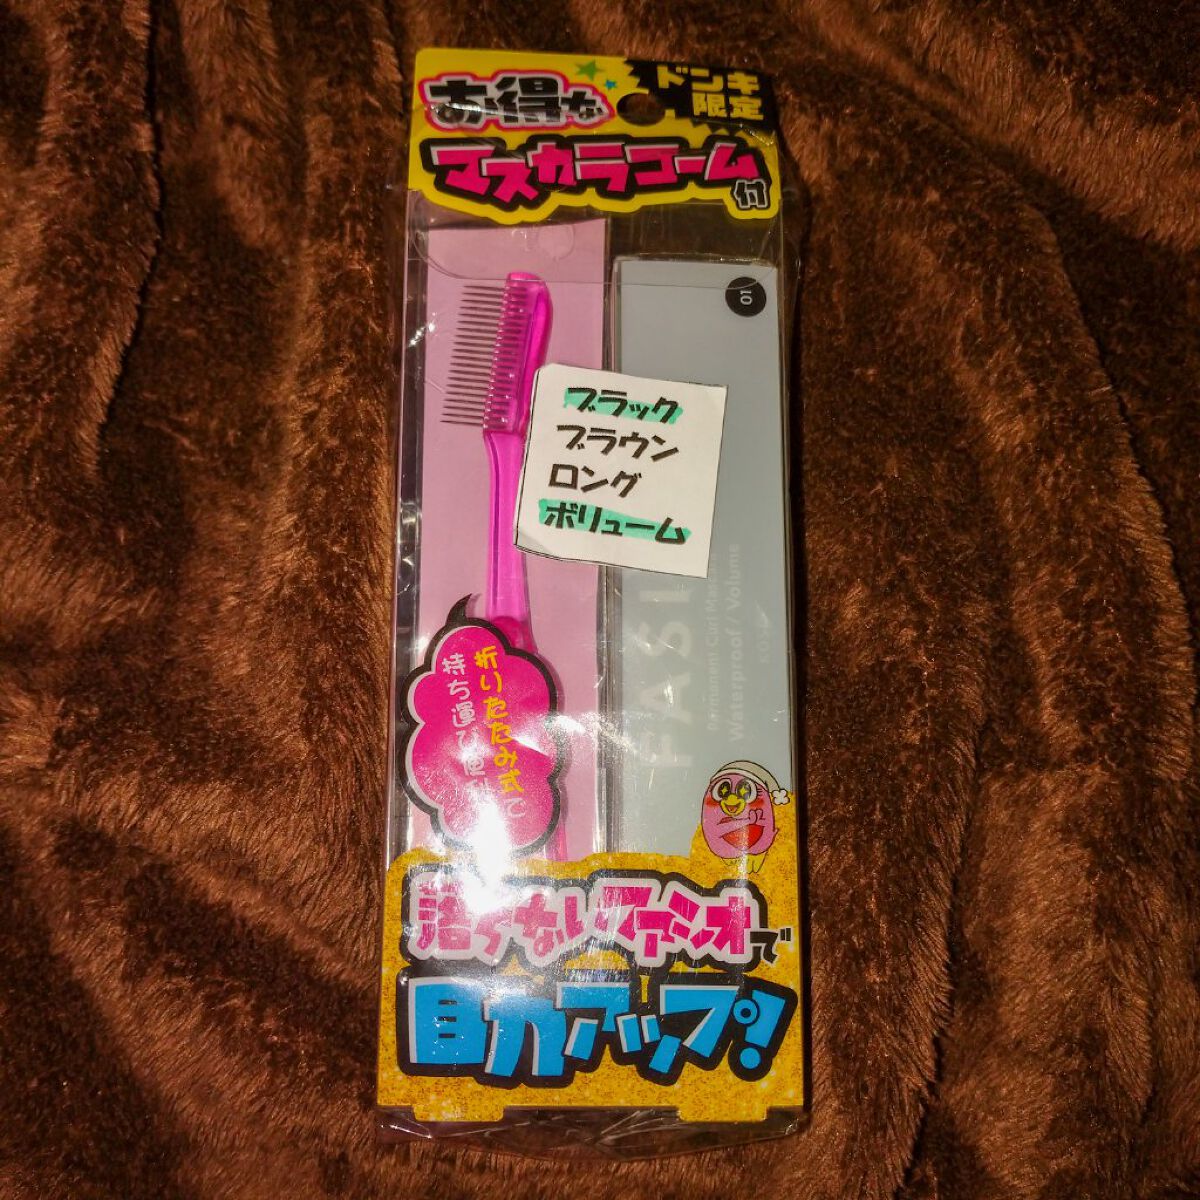 お得な
ドンキ
限定
マスカラコーム付
01
ブラック
ブラウン
ロング
ボリューム
FASI
Permanent Curl Mascara
Waterproof / Volume
KOSÉ
折りたたみ式で
持ち運び
落ちないファシオで
目力アップ!